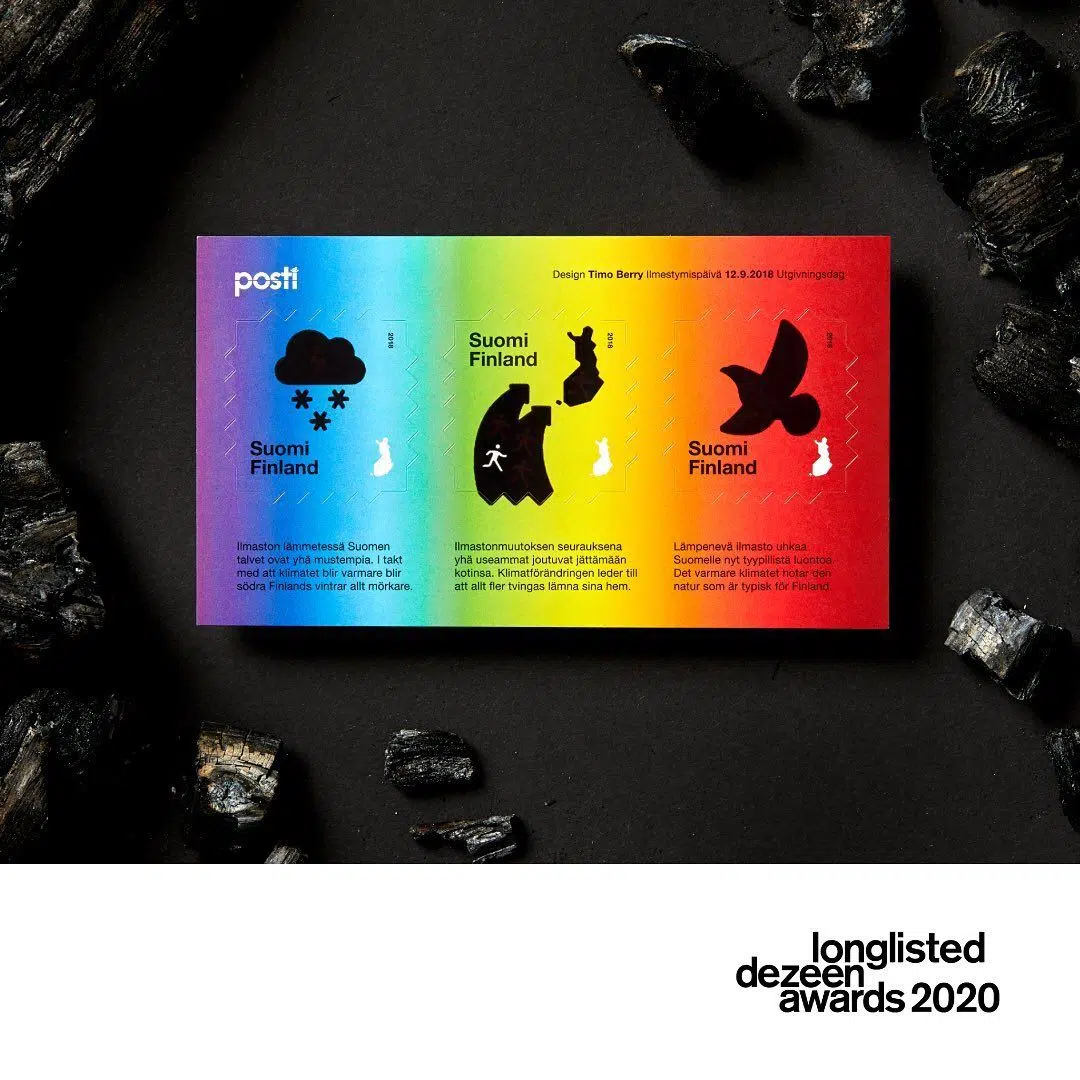 posti
Design Timo Berry Ilmestymispäivä 12.9.2018 Utgivningsdag
2018
Suomi
Finland
Ilmaston lämmetessä Suomen
talvet ovat yhä mustempia. I takt
med att klimatet blir varmare blir
södra Finlands vintrar allt mörkare.
Suomi
Finland
2018
Ilmastonmuutoksen seurauksena
yhä useammat joutuvat jättämään
kotinsa. Klimatförändringen leder till
att allt fler tvingas lämna sina hem.
2018
Suomi
Finland
Lämpenevä ilmasto uhkaa
Suomelle nyt tyypillistä luontoa.
Det varmare klimatet hotar den
natur som är typisk för Finland.
longlisted
dezeen
awards 2020